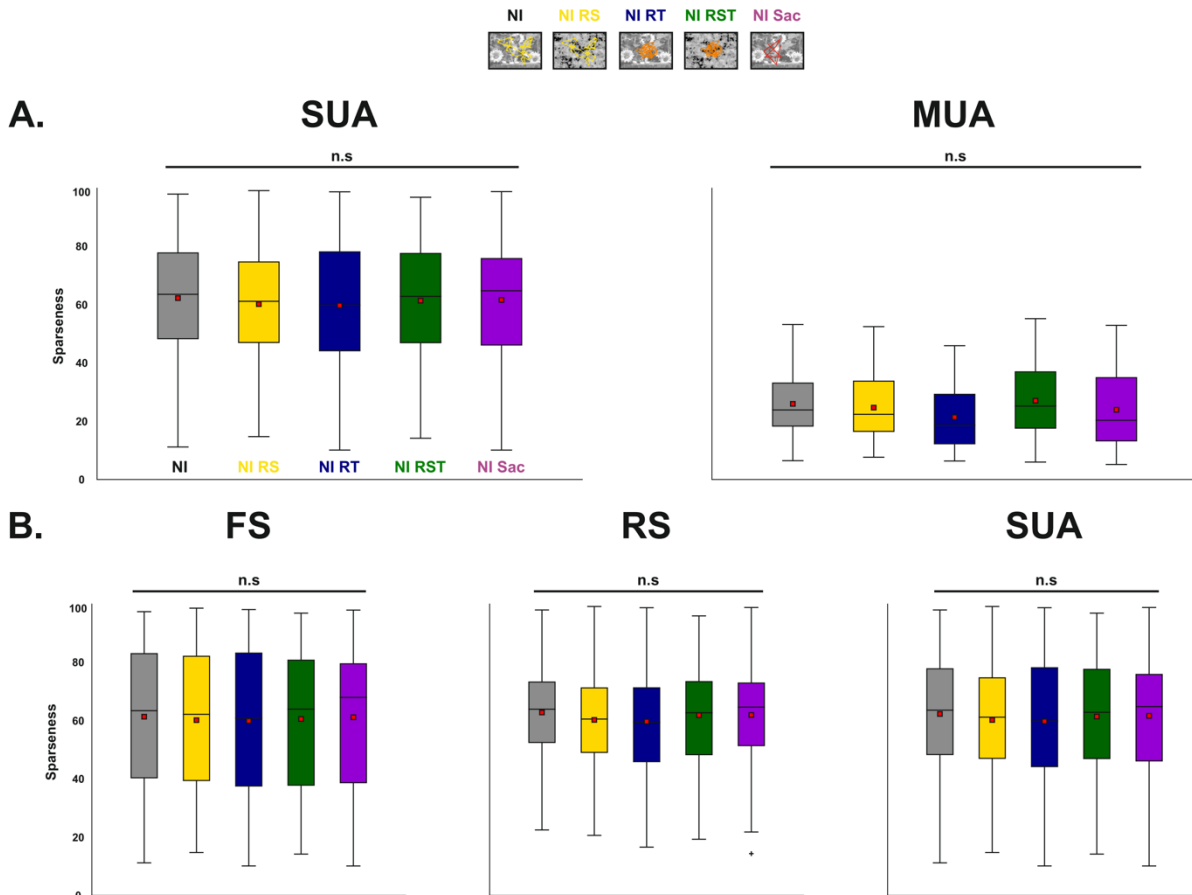 NI NI RS NI RT NI RST NI Sac
A. SUA MUA
n.s n.s
100
80
60
40
20
0
Sparseness
NI NI RS NI RT NI RST NI Sac
B. FS RS SUA
n.s n.s n.s
100
80
60
40
20
0
Sparseness